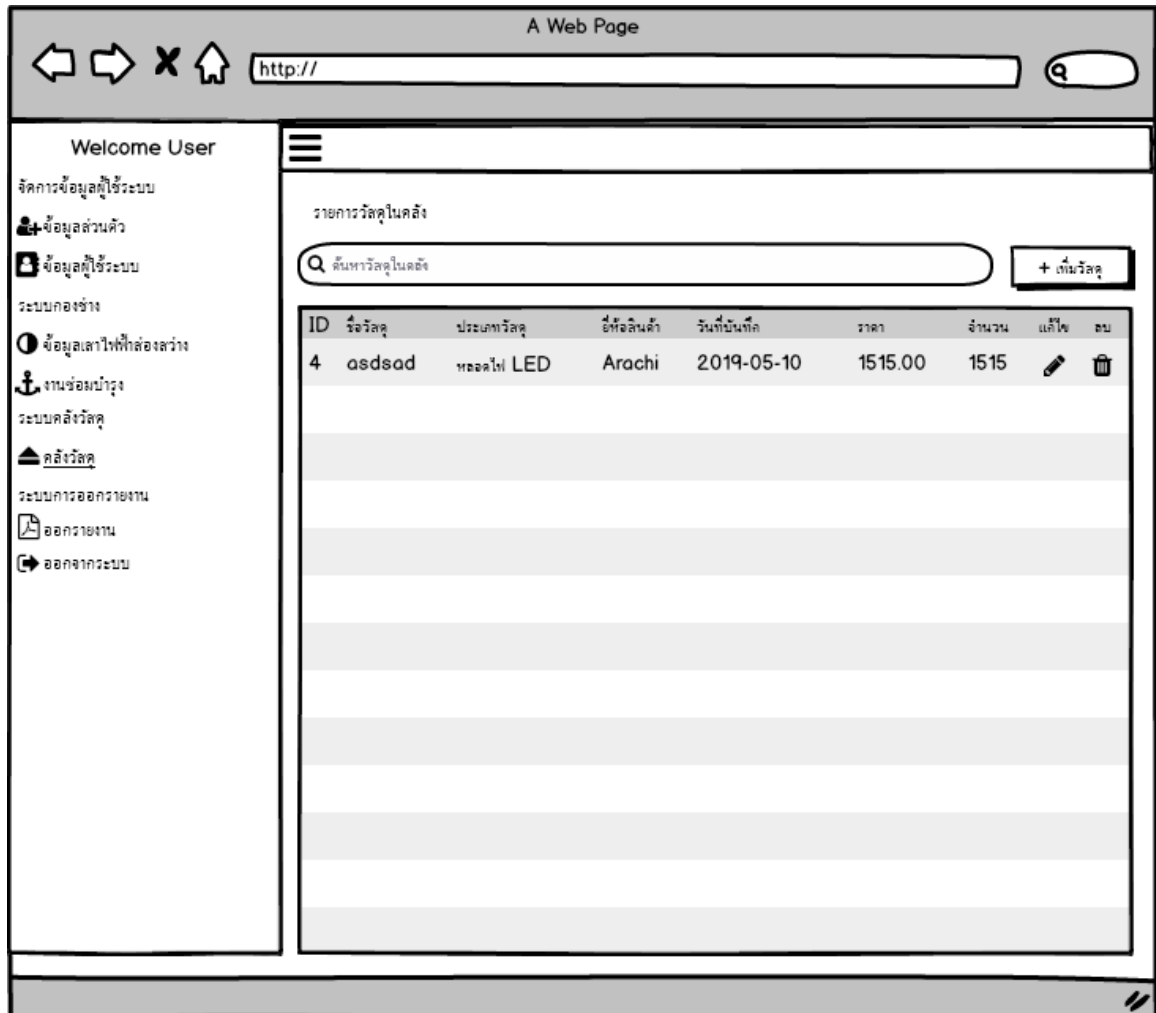 A Web Page
http://
Welcome User
จัดการข้อมูลผู้ใช้ระบบ
ข้อมูลส่วนตัว
ข้อมูลผู้ใช้ระบบ
ระบบกองช่าง
ข้อมูลเสาไฟฟ้าส่องสว่าง
งานซ่อมบำรุง
ระบบคลังวัสดุ
คลังวัสดุ
ระบบการออกรายงาน
ออกรายงาน
ออกจากระบบ
รายการวัสดุในคลัง
ค้นหาวัสดุในคลัง
+ เพิ่มวัสดุ
ID ชื่อวัสดุ ประเภทวัสดุ ยี่ห้อสินค้า วันที่บันทึก ราคา จำนวน แก้ไข ลบ
4 asdsad หลอดไฟ LED Arachi 2019-05-10 1515.00 1515